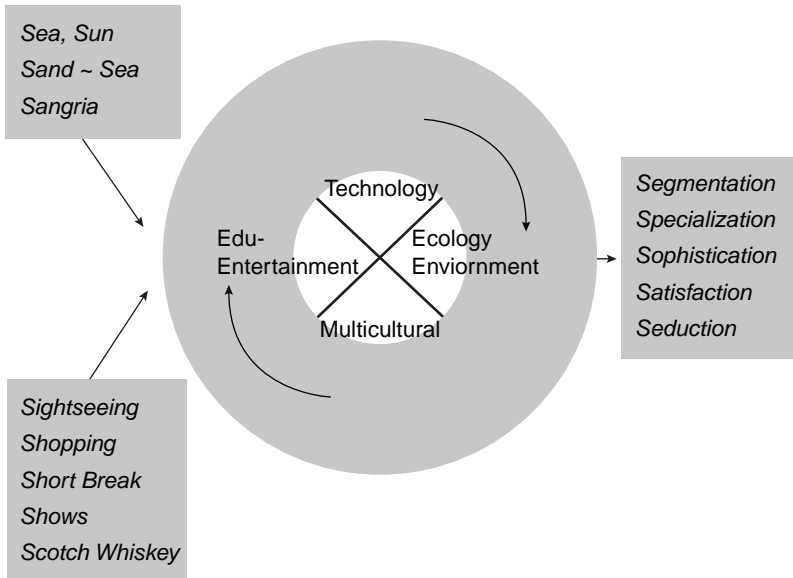 Sea, Sun
Sand ~ Sea
Sangria
Technology
Edu-
Entertainment
Ecology
Enviornment
Multicultural
Segmentation
Specialization
Sophistication
Satisfaction
Seduction
Sightseeing
Shopping
Short Break
Shows
Scotch Whiskey